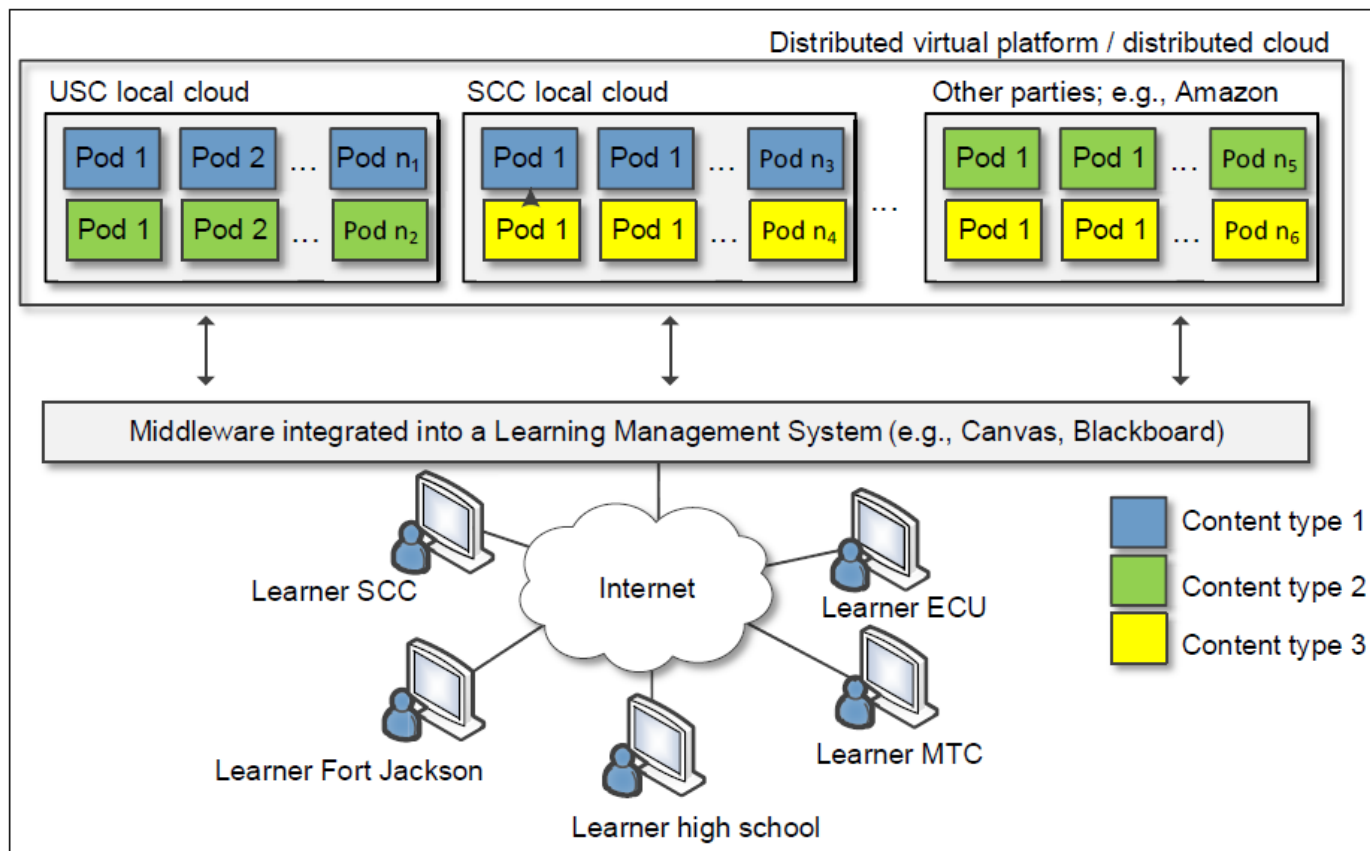 Distributed virtual platform / distributed cloud
USC local cloud
SCC local cloud
Other parties; e.g., Amazon
Pod 1 Pod 2 ... Pod n₁
Pod 1 Pod 2 ... Pod n₂
Pod 1 Pod 1 ... Pod n₃
Pod 1 Pod 1 ... Pod n₄
...
Pod 1 Pod 1 ... Pod n₅
Pod 1 Pod 1 ... Pod n₆
Middleware integrated into a Learning Management System (e.g., Canvas, Blackboard)
Learner SCC
Internet
Learner ECU
Learner Fort Jackson
Learner MTC
Learner high school
Content type 1
Content type 2
Content type 3